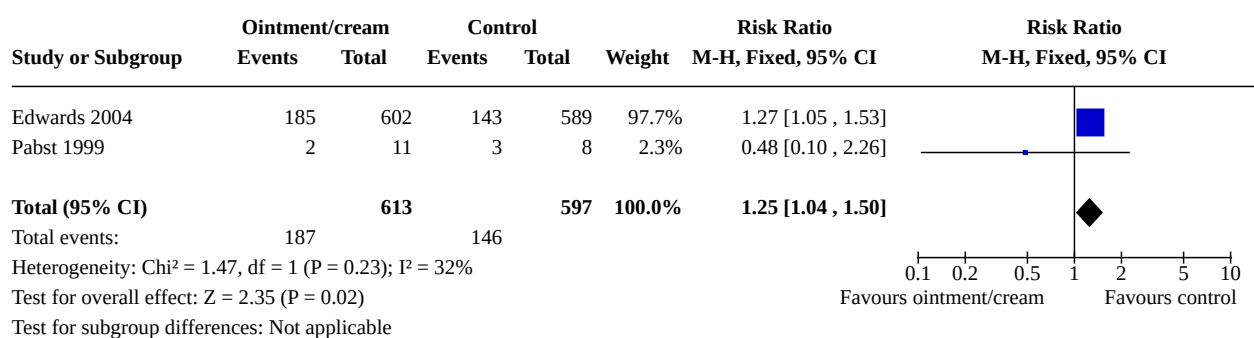 Ointment/cream Control Risk Ratio Risk Ratio
Study or Subgroup Events Total Events Total Weight M-H, Fixed, 95% CI M-H, Fixed, 95% CI
Edwards 2004 185 602 143 589 97.7% 1.27 [1.05 , 1.53]
Pabst 1999 2 11 3 8 2.3% 0.48 [0.10 , 2.26]
Total (95% CI) 613 597 100.0% 1.25 [1.04 , 1.50]
Total events: 187 146
Heterogeneity: Chi² = 1.47, df = 1 (P = 0.23); I² = 32%
Test for overall effect: Z = 2.35 (P = 0.02)
Test for subgroup differences: Not applicable
0.1 0.2 0.5 1 2 5 10
Favours ointment/cream Favours control